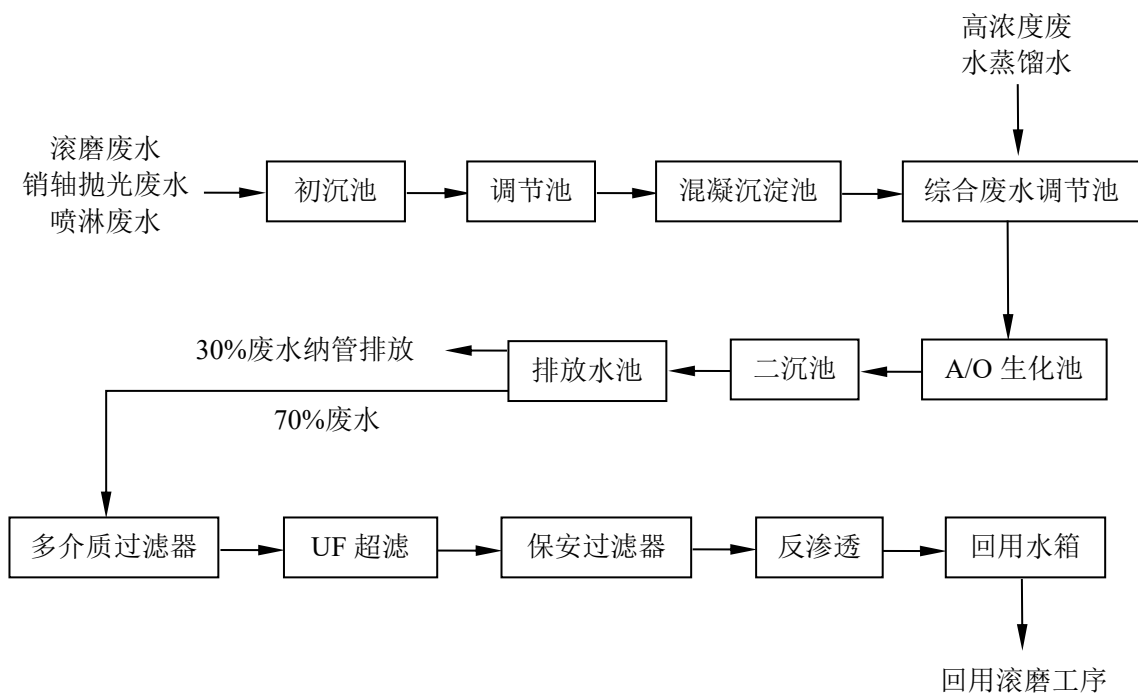 高浓度废
水蒸馏水
滚磨废水
销轴抛光废水
喷淋废水
初沉池
调节池
混凝沉淀池
综合废水调节池
30%废水纳管排放
排放水池
二沉池
A/O 生化池
70%废水
多介质过滤器
UF 超滤
保安过滤器
反渗透
回用水箱
回用滚磨工序